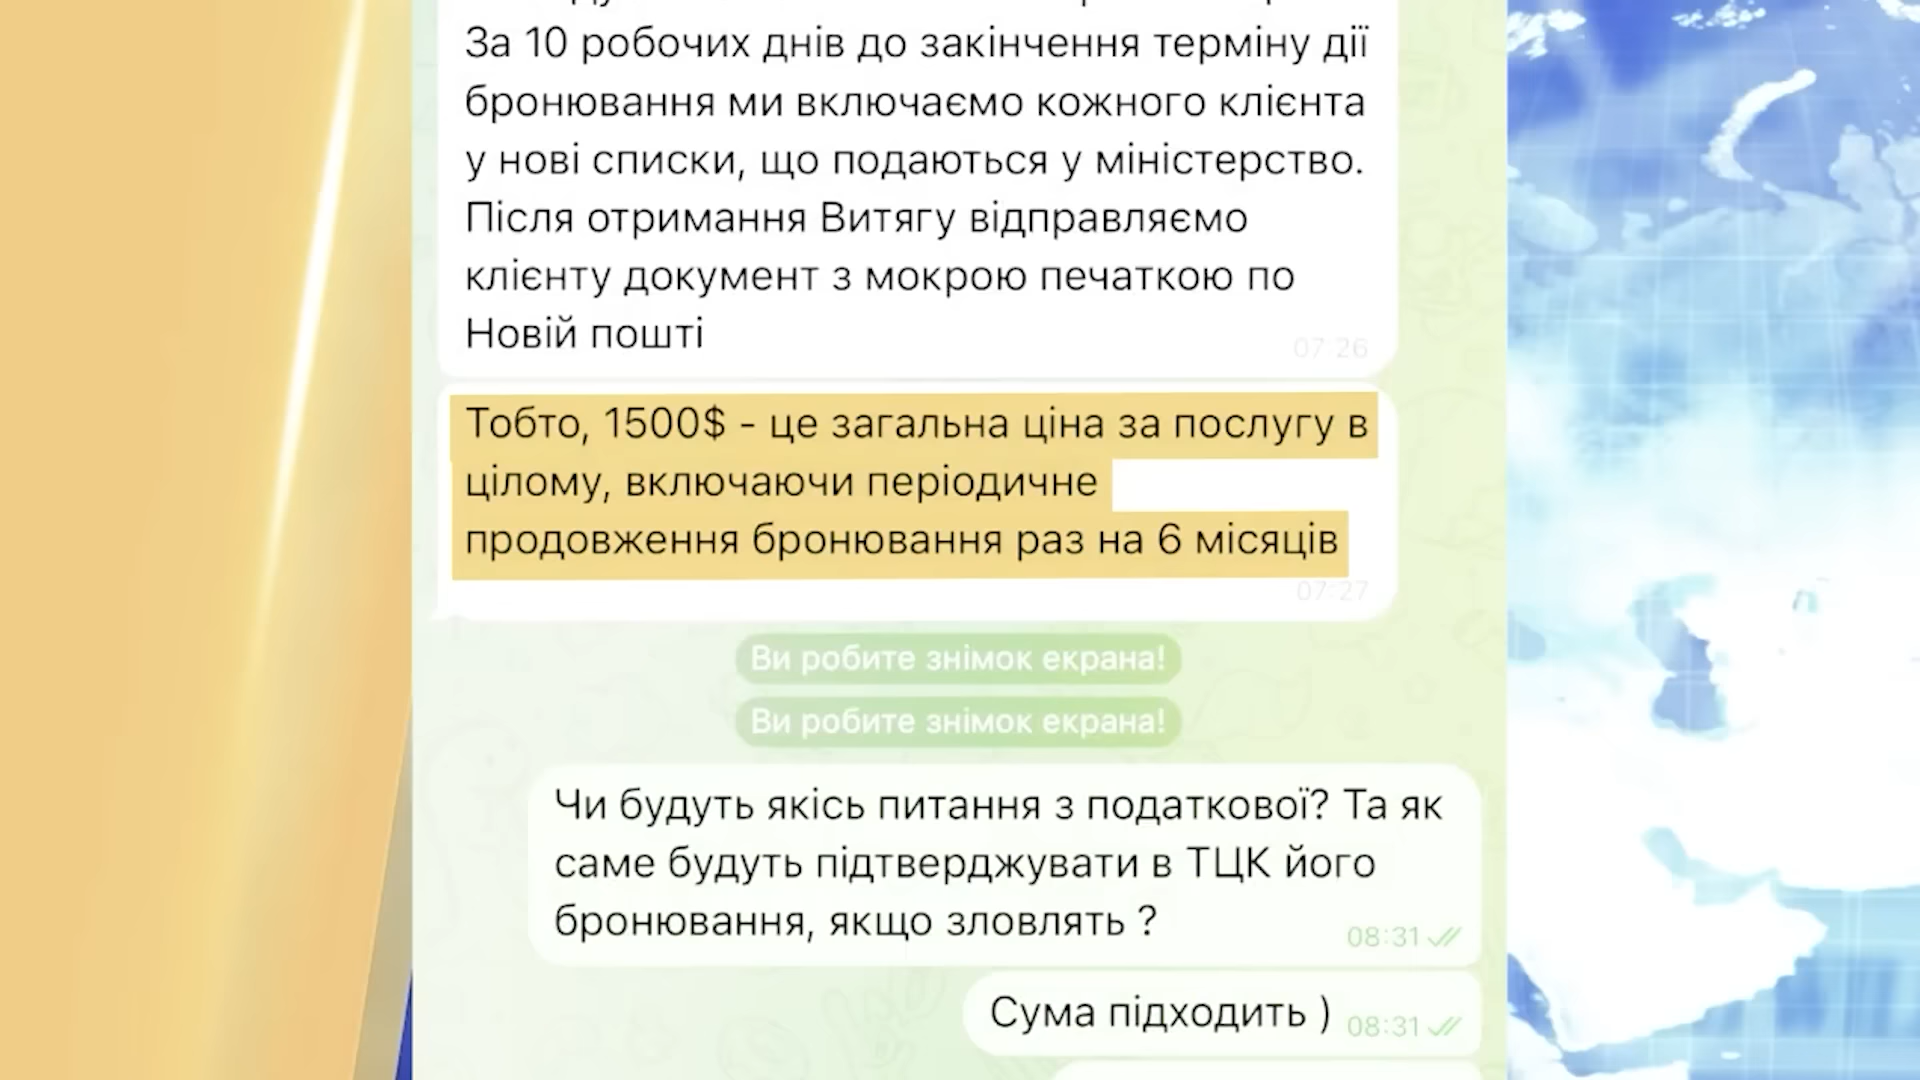 За 10 робочих днів до закінчення терміну дії
бронювання ми включаємо кожного клієнта
у нові списки, що подаються у міністерство.
Після отримання Витягу відправляємо
клієнту документ з мокрою печаткою по
Новій пошті
07:26
Тобто, 1500$ - це загальна ціна за послугу в
цілому, включаючи періодичне
продовження бронювання раз на 6 місяців
07:27
Ви робите знімок екрана!
Ви робите знімок екрана!
Чи будуть якісь питання з податкової? Та як
саме будуть підтверджувати в ТЦК його
бронювання, якщо зловлять ?
08:31
Сума підходить )
08:31